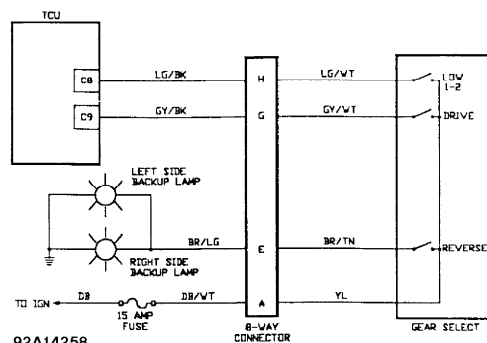 TCU
C8
LG/BK
H
LG/WT
LOW
1-2
C9
GY/BK
G
GY/WT
DRIVE
LEFT SIDE
BACKUP LAMP
BR/LG
E
BR/TN
REVERSE
RIGHT SIDE
BACKUP LAMP
TO IGN
DB
DB/WT
A
YL
15 AMP
FUSE
8-WAY
CONNECTOR
GEAR SELECT
92A14258